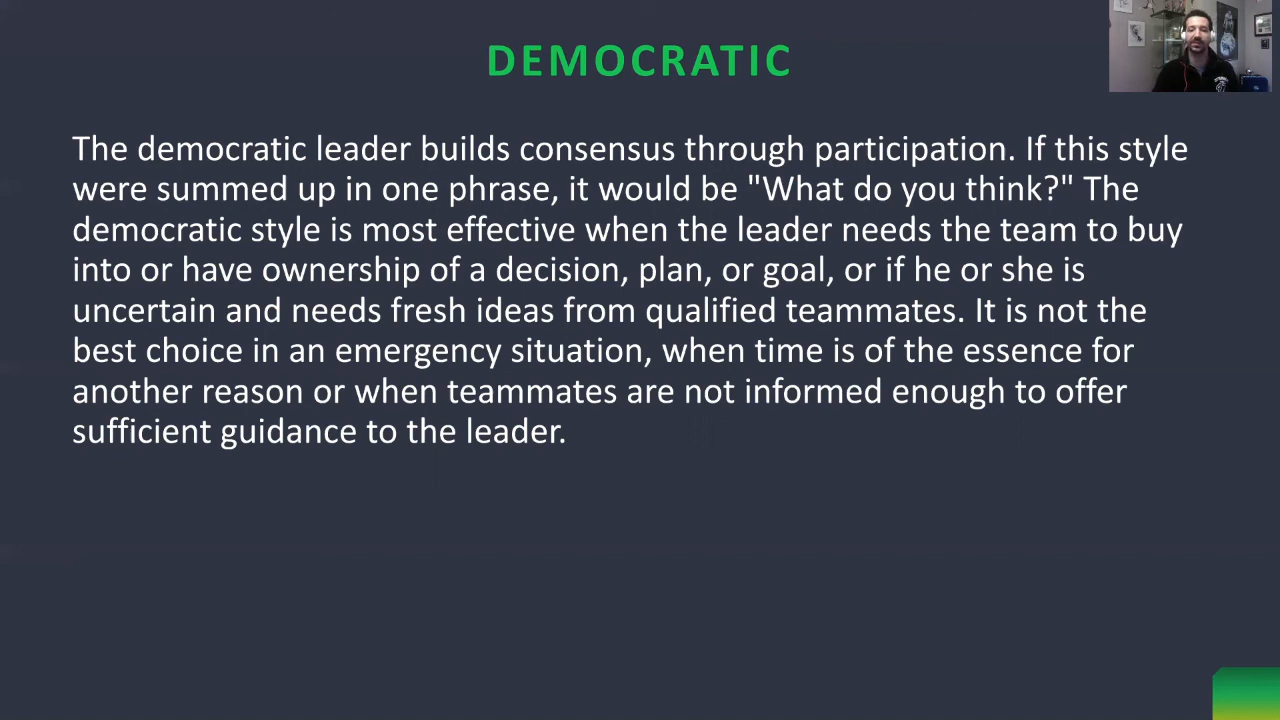 DEMOCRATIC
The democratic leader builds consensus through participation. If this style
were summed up in one phrase, it would be "What do you think?" The
democratic style is most effective when the leader needs the team to buy
into or have ownership of a decision, plan, or goal, or if he or she is
uncertain and needs fresh ideas from qualified teammates. It is not the
best choice in an emergency situation, when time is of the essence for
another reason or when teammates are not informed enough to offer
sufficient guidance to the leader.